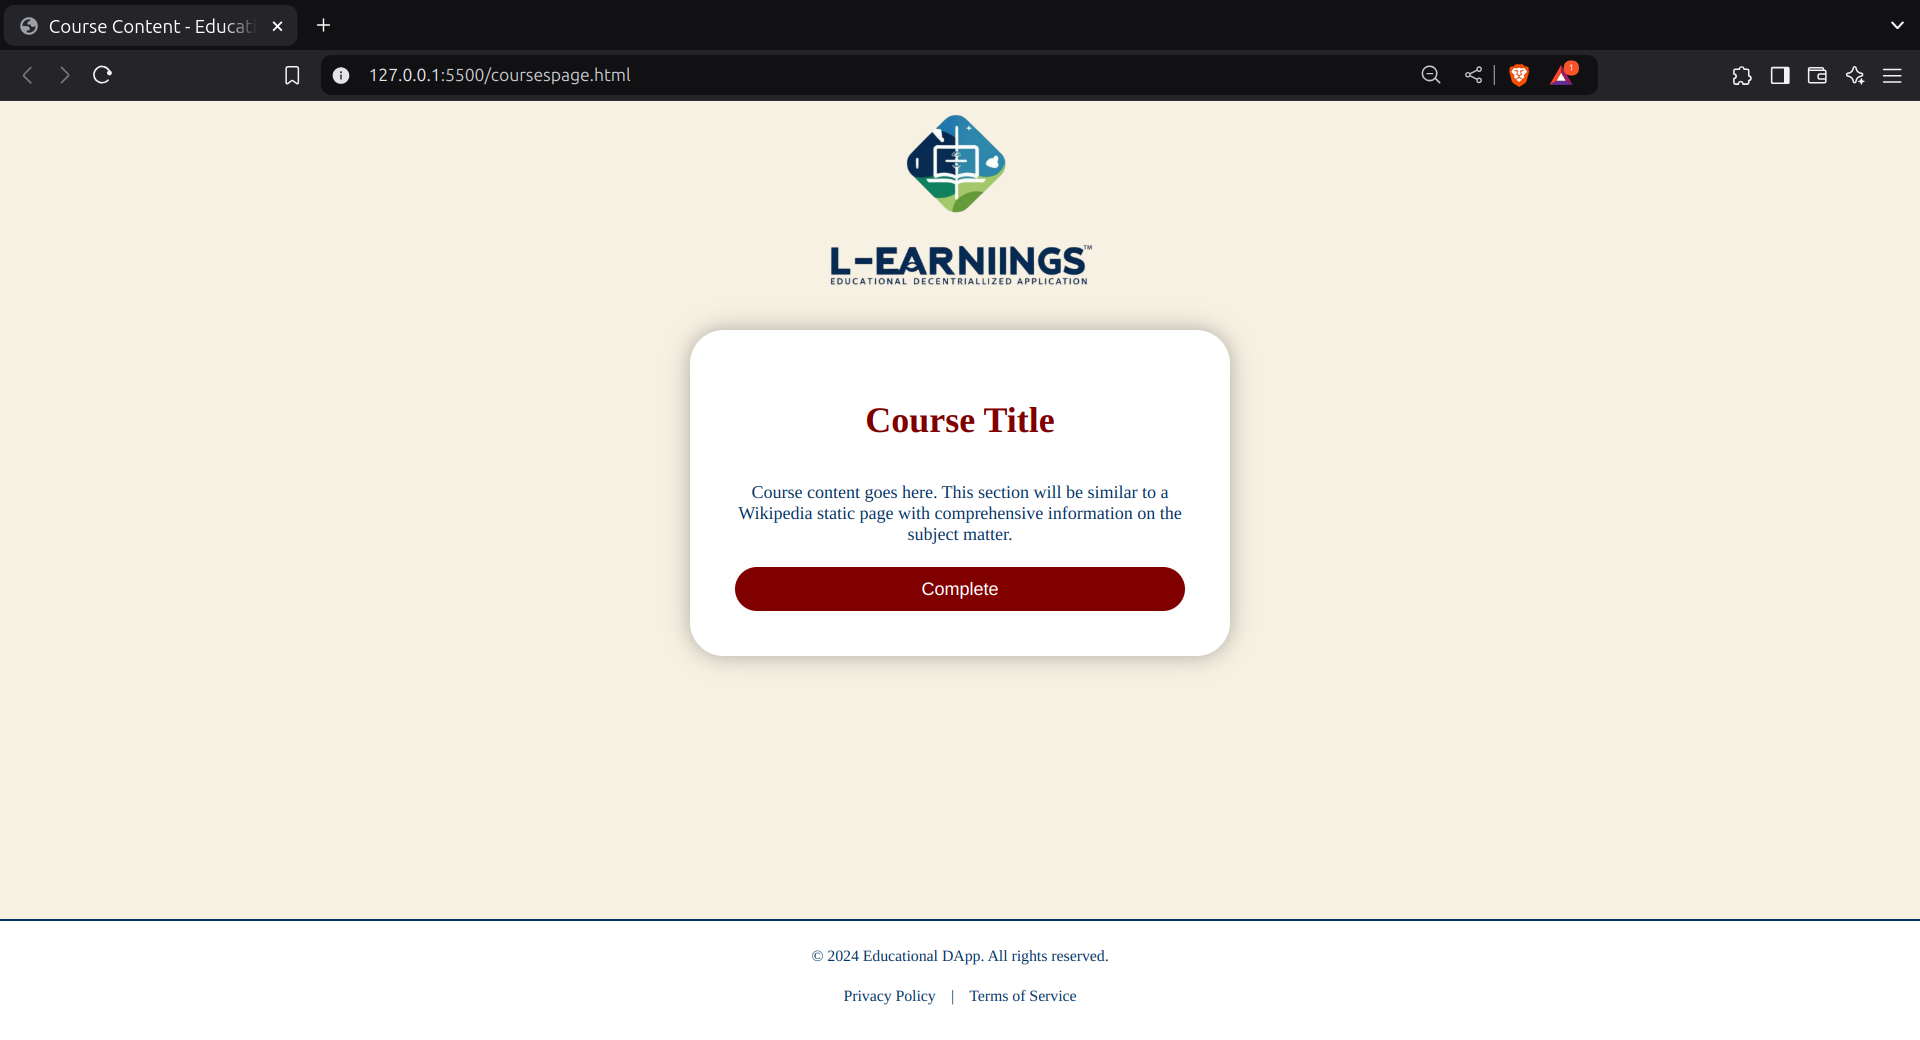 Course Content - Educati
127.0.0.1:5500/coursespage.html
1
L-EARNIINGS™
EDUCATIONAL DECENTRIALLIZED APPLICATION
Course Title
Course content goes here. This section will be similar to a
Wikipedia static page with comprehensive information on the
subject matter.
Complete
© 2024 Educational DApp. All rights reserved.
Privacy Policy | Terms of Service